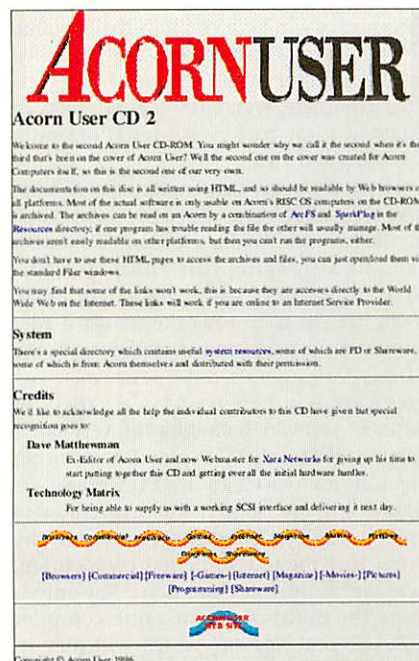 ACORNUSER
Acorn User CD 2
Welcome to the second Acorn User CD-ROM. You might wonder why we call it the second when it's the
third that's been on the cover of Acorn User? Well the second one on the cover was created for Acorn
Computers itself, so this is the second one of our very own.
The documentation on this disc is all written using HTML, and so should be readable by Web browsers on
all platforms. Most of the actual software is only usable on Acorn's RISC OS computers on the CD-ROM
is archived. The archives can be read on an Acorn by a combination of ArcFS and SparkPlug in the
Resources directory, if one program has trouble reading the file the other will usually manage. Most of the
archives aren't easily readable on other platforms, but then you can't run the programs, either.
You don't have to use these HTML pages to access the archives and files, you can just open/load them via
the standard Filer windows.
You may find that some of the links won't work, this is because they are accesses directly to the World
Wide Web on the Internet. These links will work if you are online to an Internet Service Provider.
System
There's a special directory which contains useful system resources, some of which are PD or Shareware,
some of which is from Acorn themselves and distributed with their permission.
Credits
We'd like to acknowledge all the help the individual contributors to this CD have given but special
recognition goes to:
Dave Matthewman
Ex-Editor of Acorn User and now Webmaster for Xara Networks for giving up his time to
start putting together this CD and getting over all the initial hardware hurdles.
Technology Matrix
For being able to supply us with a working SCSI interface and delivering it next day.
Browsers Commercial Freeware Games Internet Magazine Movies Pictures
Programs Shareware
[Browsers] [Commercial] [Freeware] [-Games-] [Internet] [Magazine] [-Movies-] [Pictures]
[Programming] [Shareware]
ACORN USER
WEB SITE
Copyright © Acorn User 1996